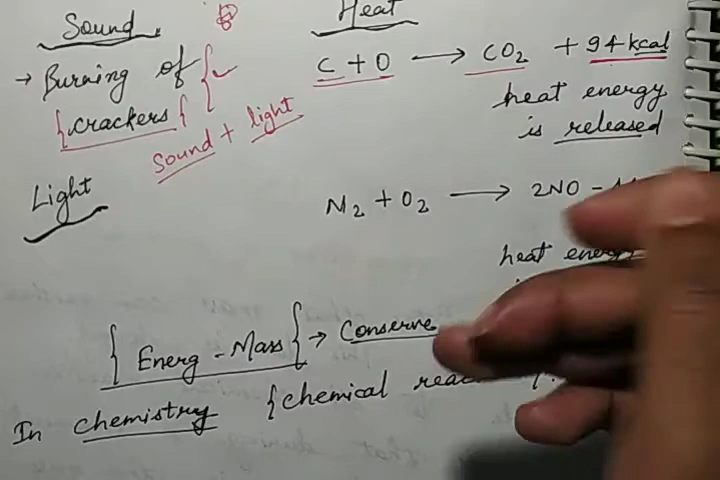 Sound
→ Burning of {
{crackers}
Sound + light
Light
Heat
C + O → CO2 + 94 kcal
heat energy
is released
N2 + O2 → 2NO -
heat energy
{ Energ - Mass } → Conserve
In chemistry {chemical